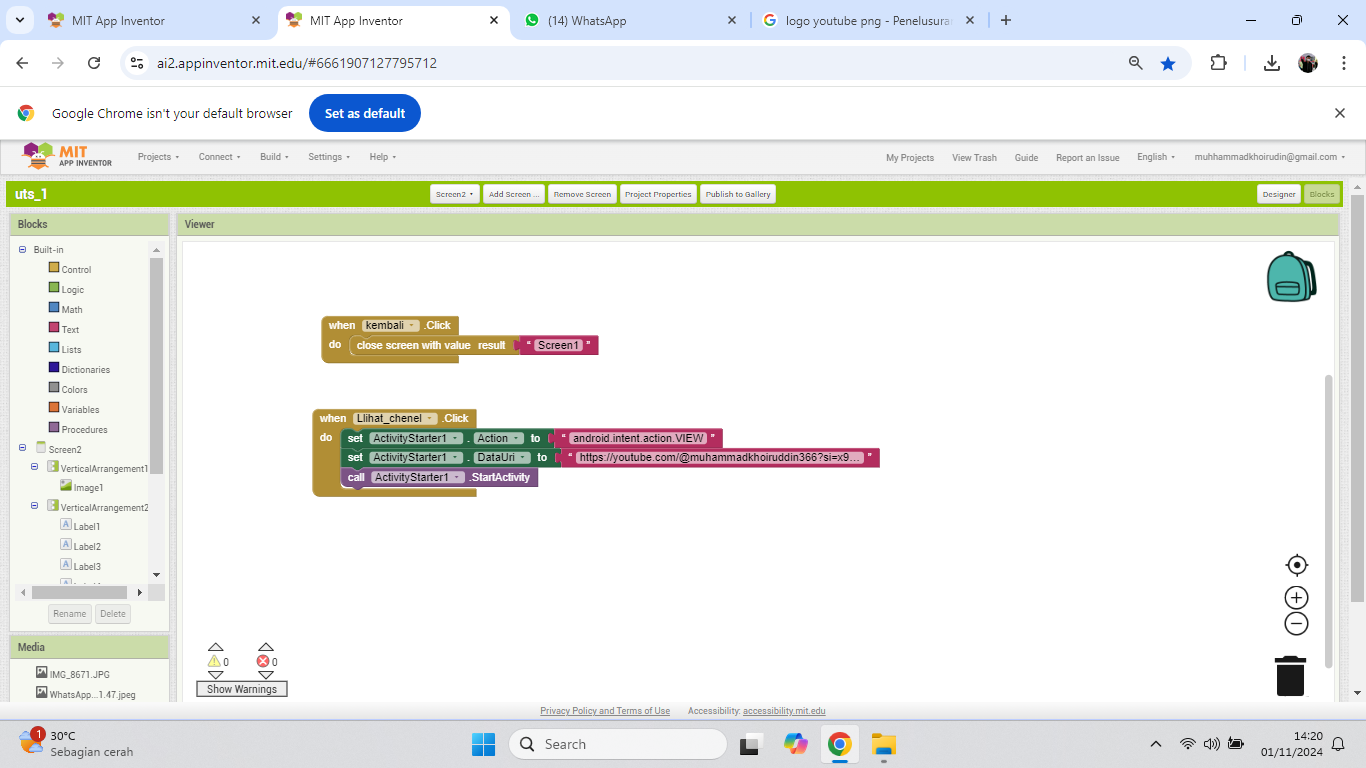 MIT App Inventor
MIT App Inventor
(14) WhatsApp
logo youtube png - Penelusuran
ai2.appinventor.mit.edu/#6661907127795712
Google Chrome isn't your default browser
Set as default
MIT
APP INVENTOR
Projects
Connect
Build
Settings
Help
My Projects
View Trash
Guide
Report an Issue
English
muhhammadkhoirudin@gmail.com
uts_1
Screen2
Add Screen ...
Remove Screen
Project Properties
Publish to Gallery
Designer
Blocks
Blocks
Viewer
Built-in
Control
Logic
Math
Text
Lists
Dictionaries
Colors
Variables
Procedures
Screen2
VerticalArrangement1
Image1
VerticalArrangement2
Label1
Label2
Label3
Rename
Delete
Media
IMG_8671.JPG
WhatsApp...1.47.jpeg
when kembali .Click
do close screen with value result " Screen1 "
when Llihat_chenel .Click
do set ActivityStarter1 . Action to " android.intent.action.VIEW "
set ActivityStarter1 . DataUri to " https://youtube.com/@muhammadkhoiruddin366?si=x9... "
call ActivityStarter1 .StartActivity
0
0
Show Warnings
Privacy Policy and Terms of Use
Accessibility: accessibility.mit.edu
1
30°C
Sebagian cerah
Search
14:20
01/11/2024